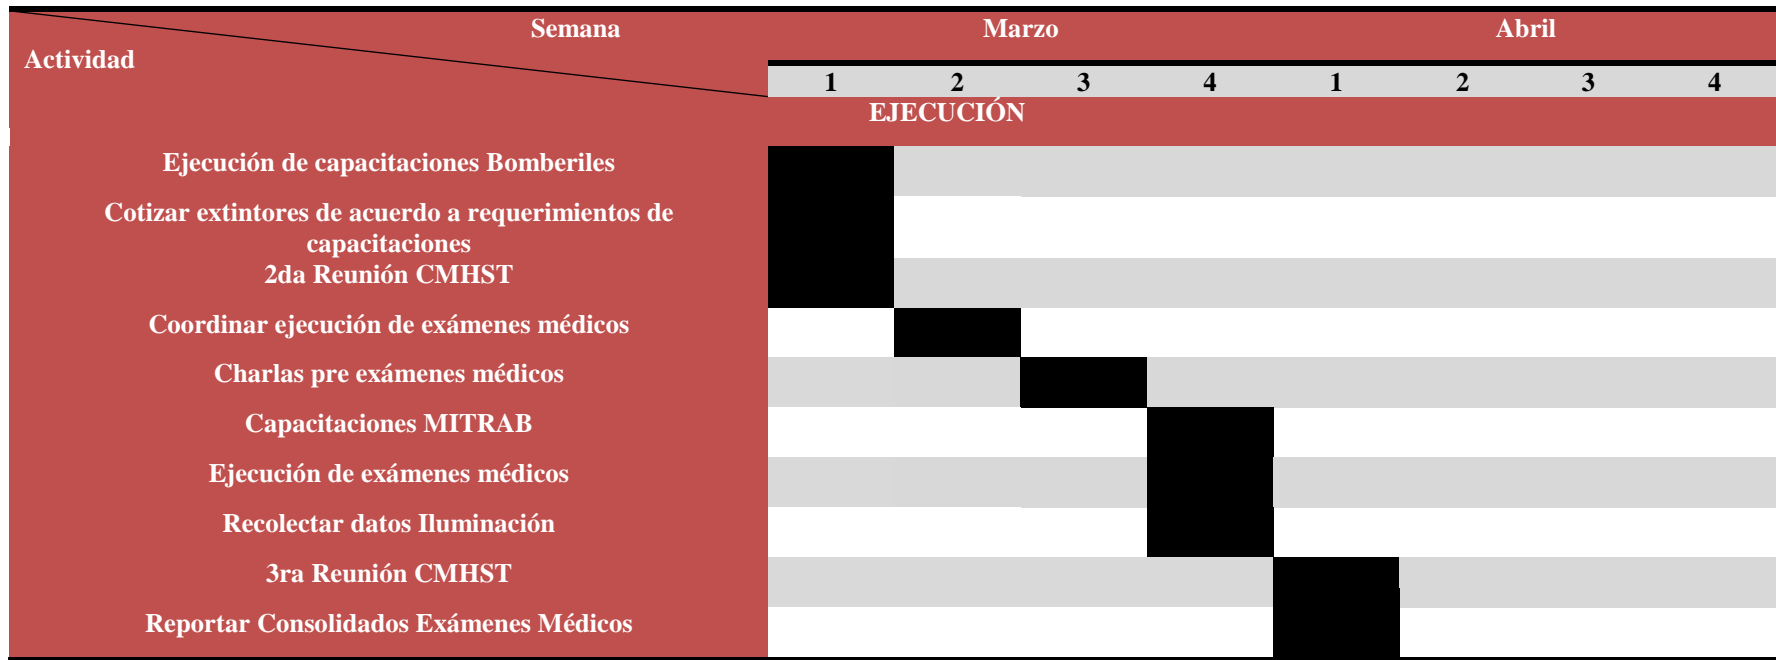 Semana
Marzo
Abril
Actividad
1 2 3 4 1 2 3 4
EJECUCIÓN
Ejecución de capacitaciones Bomberiles
Cotizar extintores de acuerdo a requerimientos de
capacitaciones
2da Reunión CMHST
Coordinar ejecución de exámenes médicos
Charlas pre exámenes médicos
Capacitaciones MITRAB
Ejecución de exámenes médicos
Recolectar datos Iluminación
3ra Reunión CMHST
Reportar Consolidados Exámenes Médicos